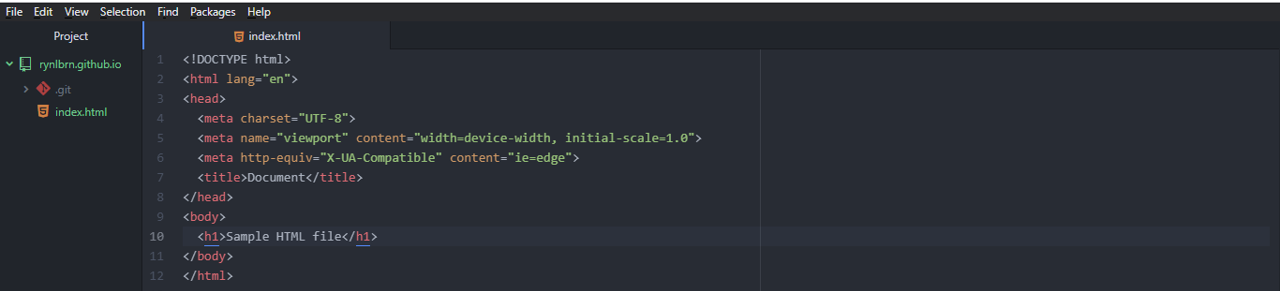 File Edit View Selection Find Packages Help
Project
index.html
rynlbrn.github.io
.git
index.html
1 <!DOCTYPE html>
2 <html lang="en">
3 <head>
4 <meta charset="UTF-8">
5 <meta name="viewport" content="width=device-width, initial-scale=1.0">
6 <meta http-equiv="X-UA-Compatible" content="ie=edge">
7 <title>Document</title>
8 </head>
9 <body>
10 <h1>Sample HTML file</h1>
11 </body>
12 </html>